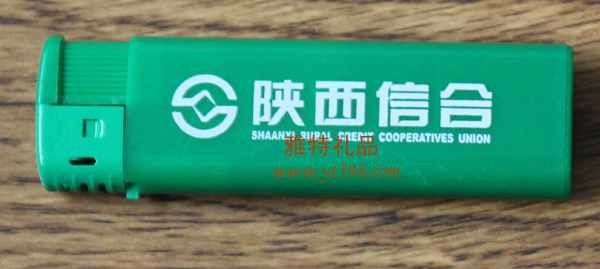 陕西信合
SHAANXI RURAL CREDIT COOPERATIVES UNION
雅特礼品
www.yt598.com